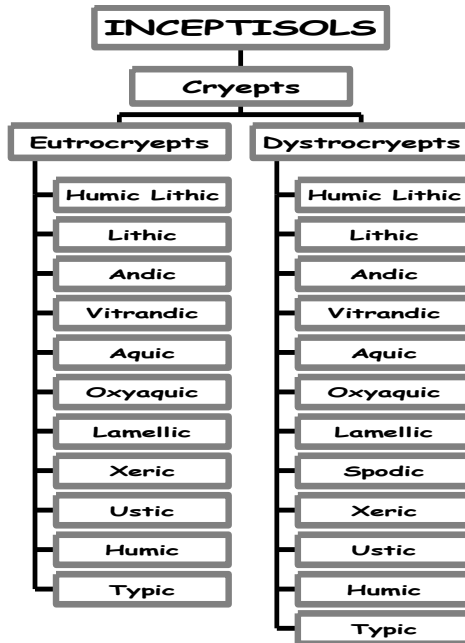 INCEPTISOLS
Cryepts
Eutrocryepts
Humic Lithic
Lithic
Andic
Vitrandic
Aquic
Oxyaquic
Lamellic
Xeric
Ustic
Humic
Typic
Dystrocryepts
Humic Lithic
Lithic
Andic
Vitrandic
Aquic
Oxyaquic
Lamellic
Spodic
Xeric
Ustic
Humic
Typic